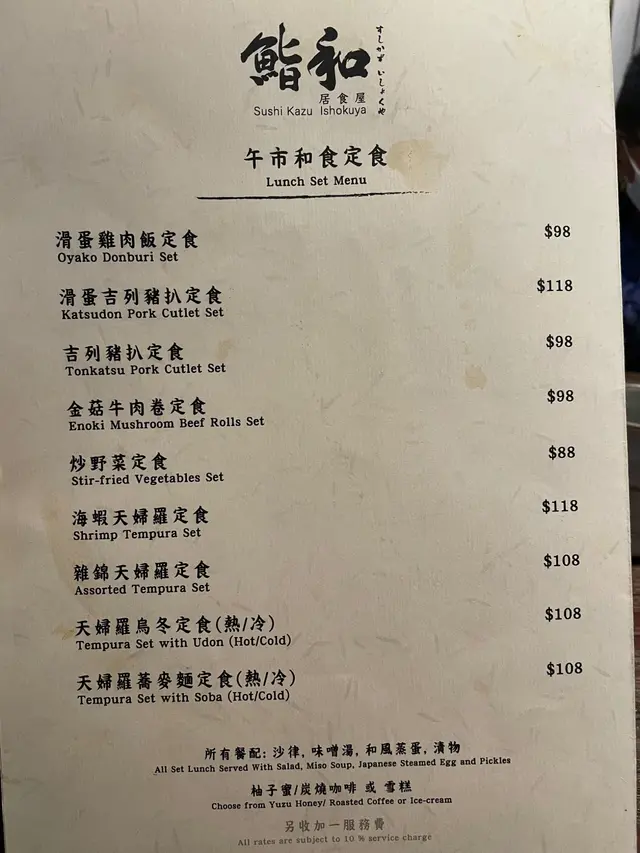 鮨和
すしかず いしょくや
居食屋
Sushi Kazu Ishokuya
午市和食定食
Lunch Set Menu
滑蛋雞肉飯定食 $98
Oyako Donburi Set
滑蛋吉列豬扒定食 $118
Katsudon Pork Cutlet Set
吉列豬扒定食 $98
Tonkatsu Pork Cutlet Set
金菇牛肉卷定食 $98
Enoki Mushroom Beef Rolls Set
炒野菜定食 $88
Stir-fried Vegetables Set
海蝦天婦羅定食 $118
Shrimp Tempura Set
雜錦天婦羅定食 $108
Assorted Tempura Set
天婦羅烏冬定食(熱/冷) $108
Tempura Set with Udon (Hot/Cold)
天婦羅蕎麥麵定食(熱/冷) $108
Tempura Set with Soba (Hot/Cold)
所有餐配: 沙律, 味噌湯, 和風蒸蛋, 漬物
All Set Lunch Served With Salad, Miso Soup, Japanese Steamed Egg and Pickles
柚子蜜/炭燒咖啡 或 雪糕
Choose from Yuzu Honey/ Roasted Coffee or Ice-cream
另收加一服務費
All rates are subject to 10 % service charge